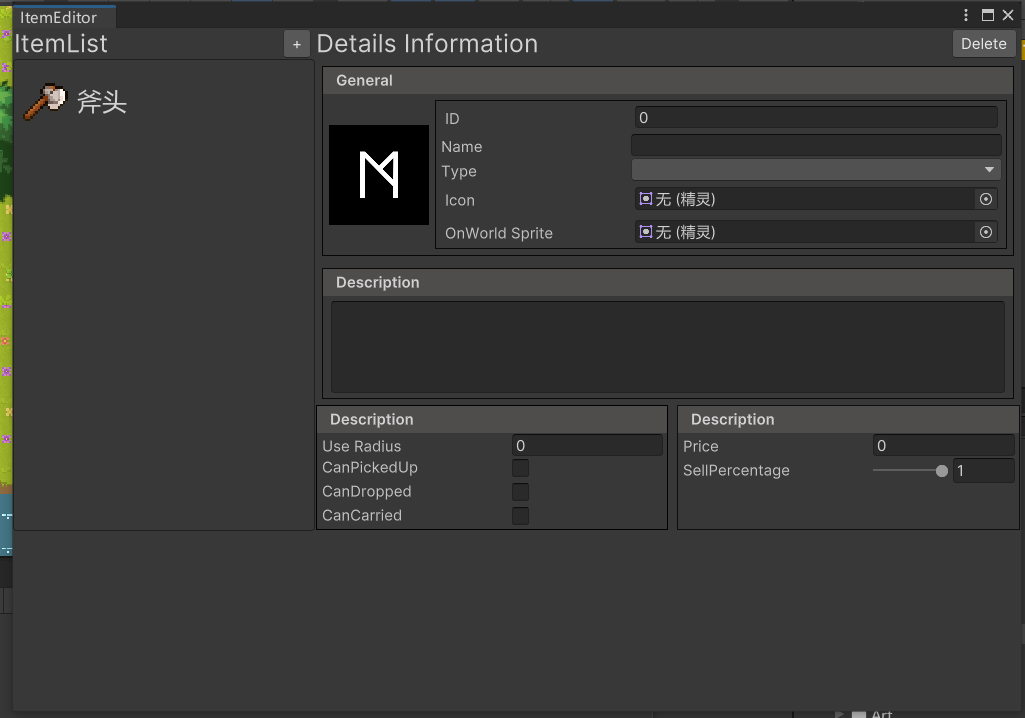 ItemEditor
ItemList
+
Details Information
Delete
斧头
General
ID
0
Name
Type
Icon
无 (精灵)
OnWorld Sprite
无 (精灵)
Description
Description
Use Radius
0
CanPickedUp
CanDropped
CanCarried
Description
Price
0
SellPercentage
1
Art